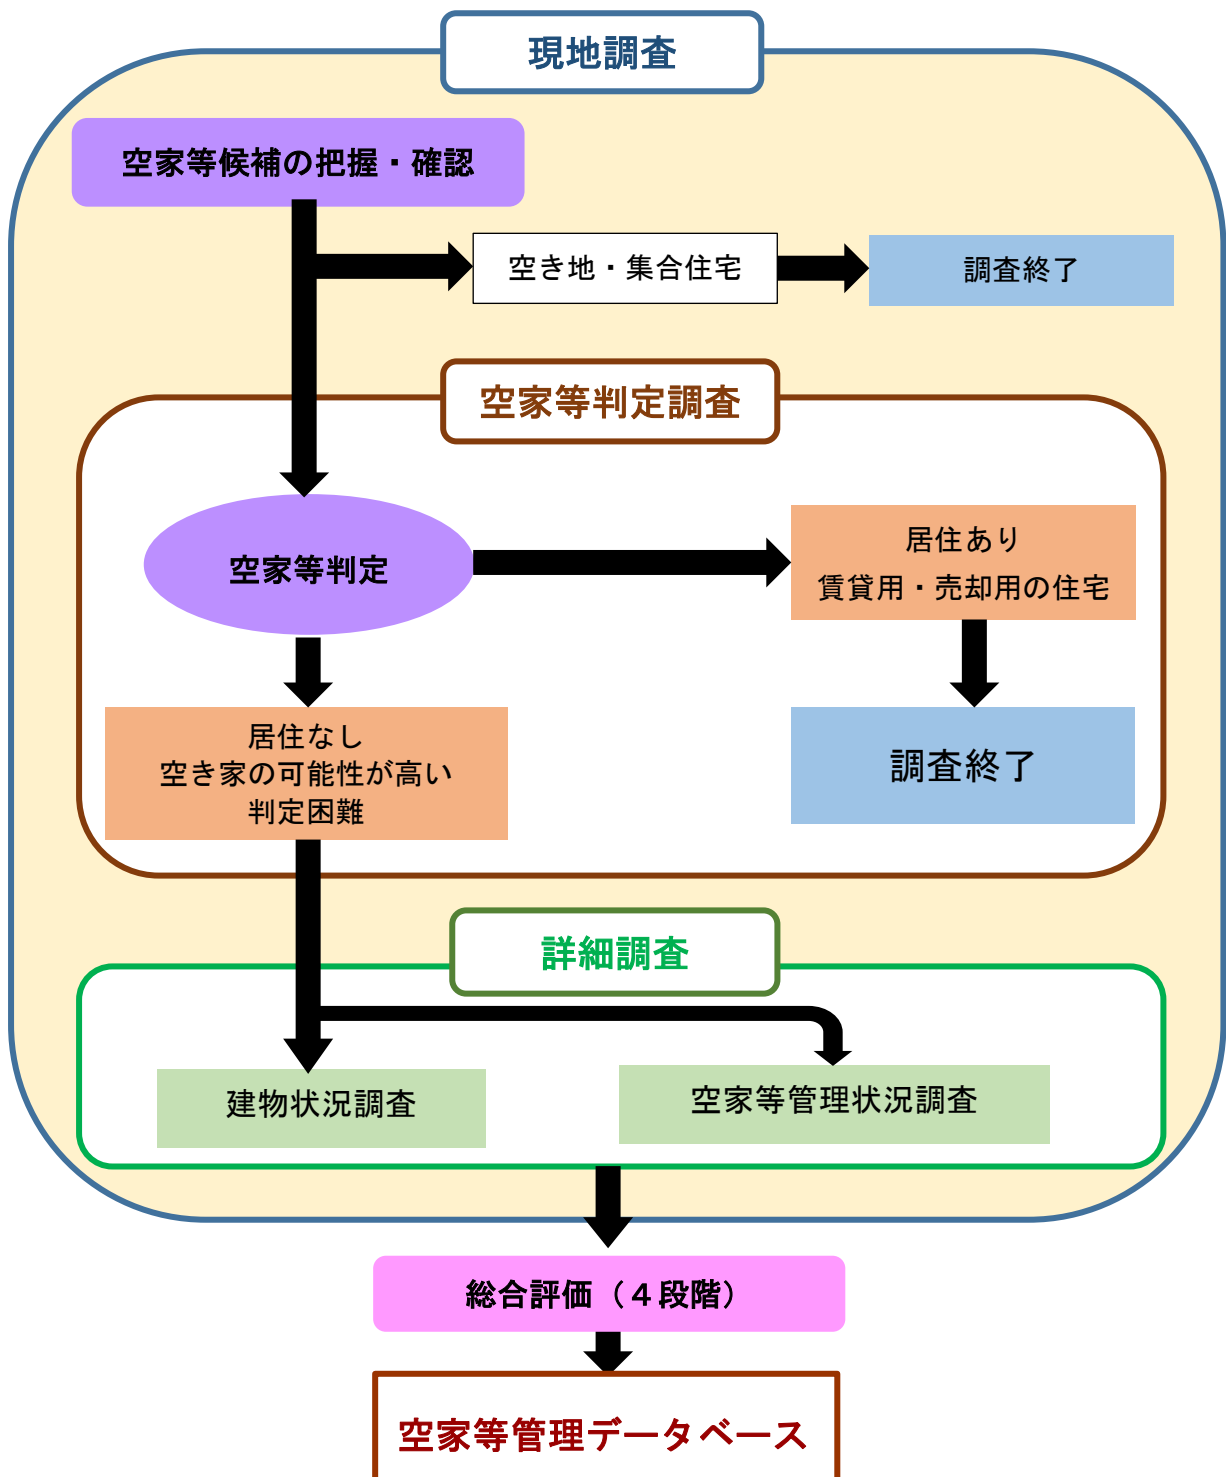 現地調査
空家等候補の把握・確認
空き地・集合住宅
調査終了
空家等判定調査
空家等判定
居住あり
賃貸用・売却用の住宅
居住なし
空き家の可能性が高い
判定困難
調査終了
詳細調査
建物状況調査
空家等管理状況調査
総合評価（４段階）
空家等管理データベース